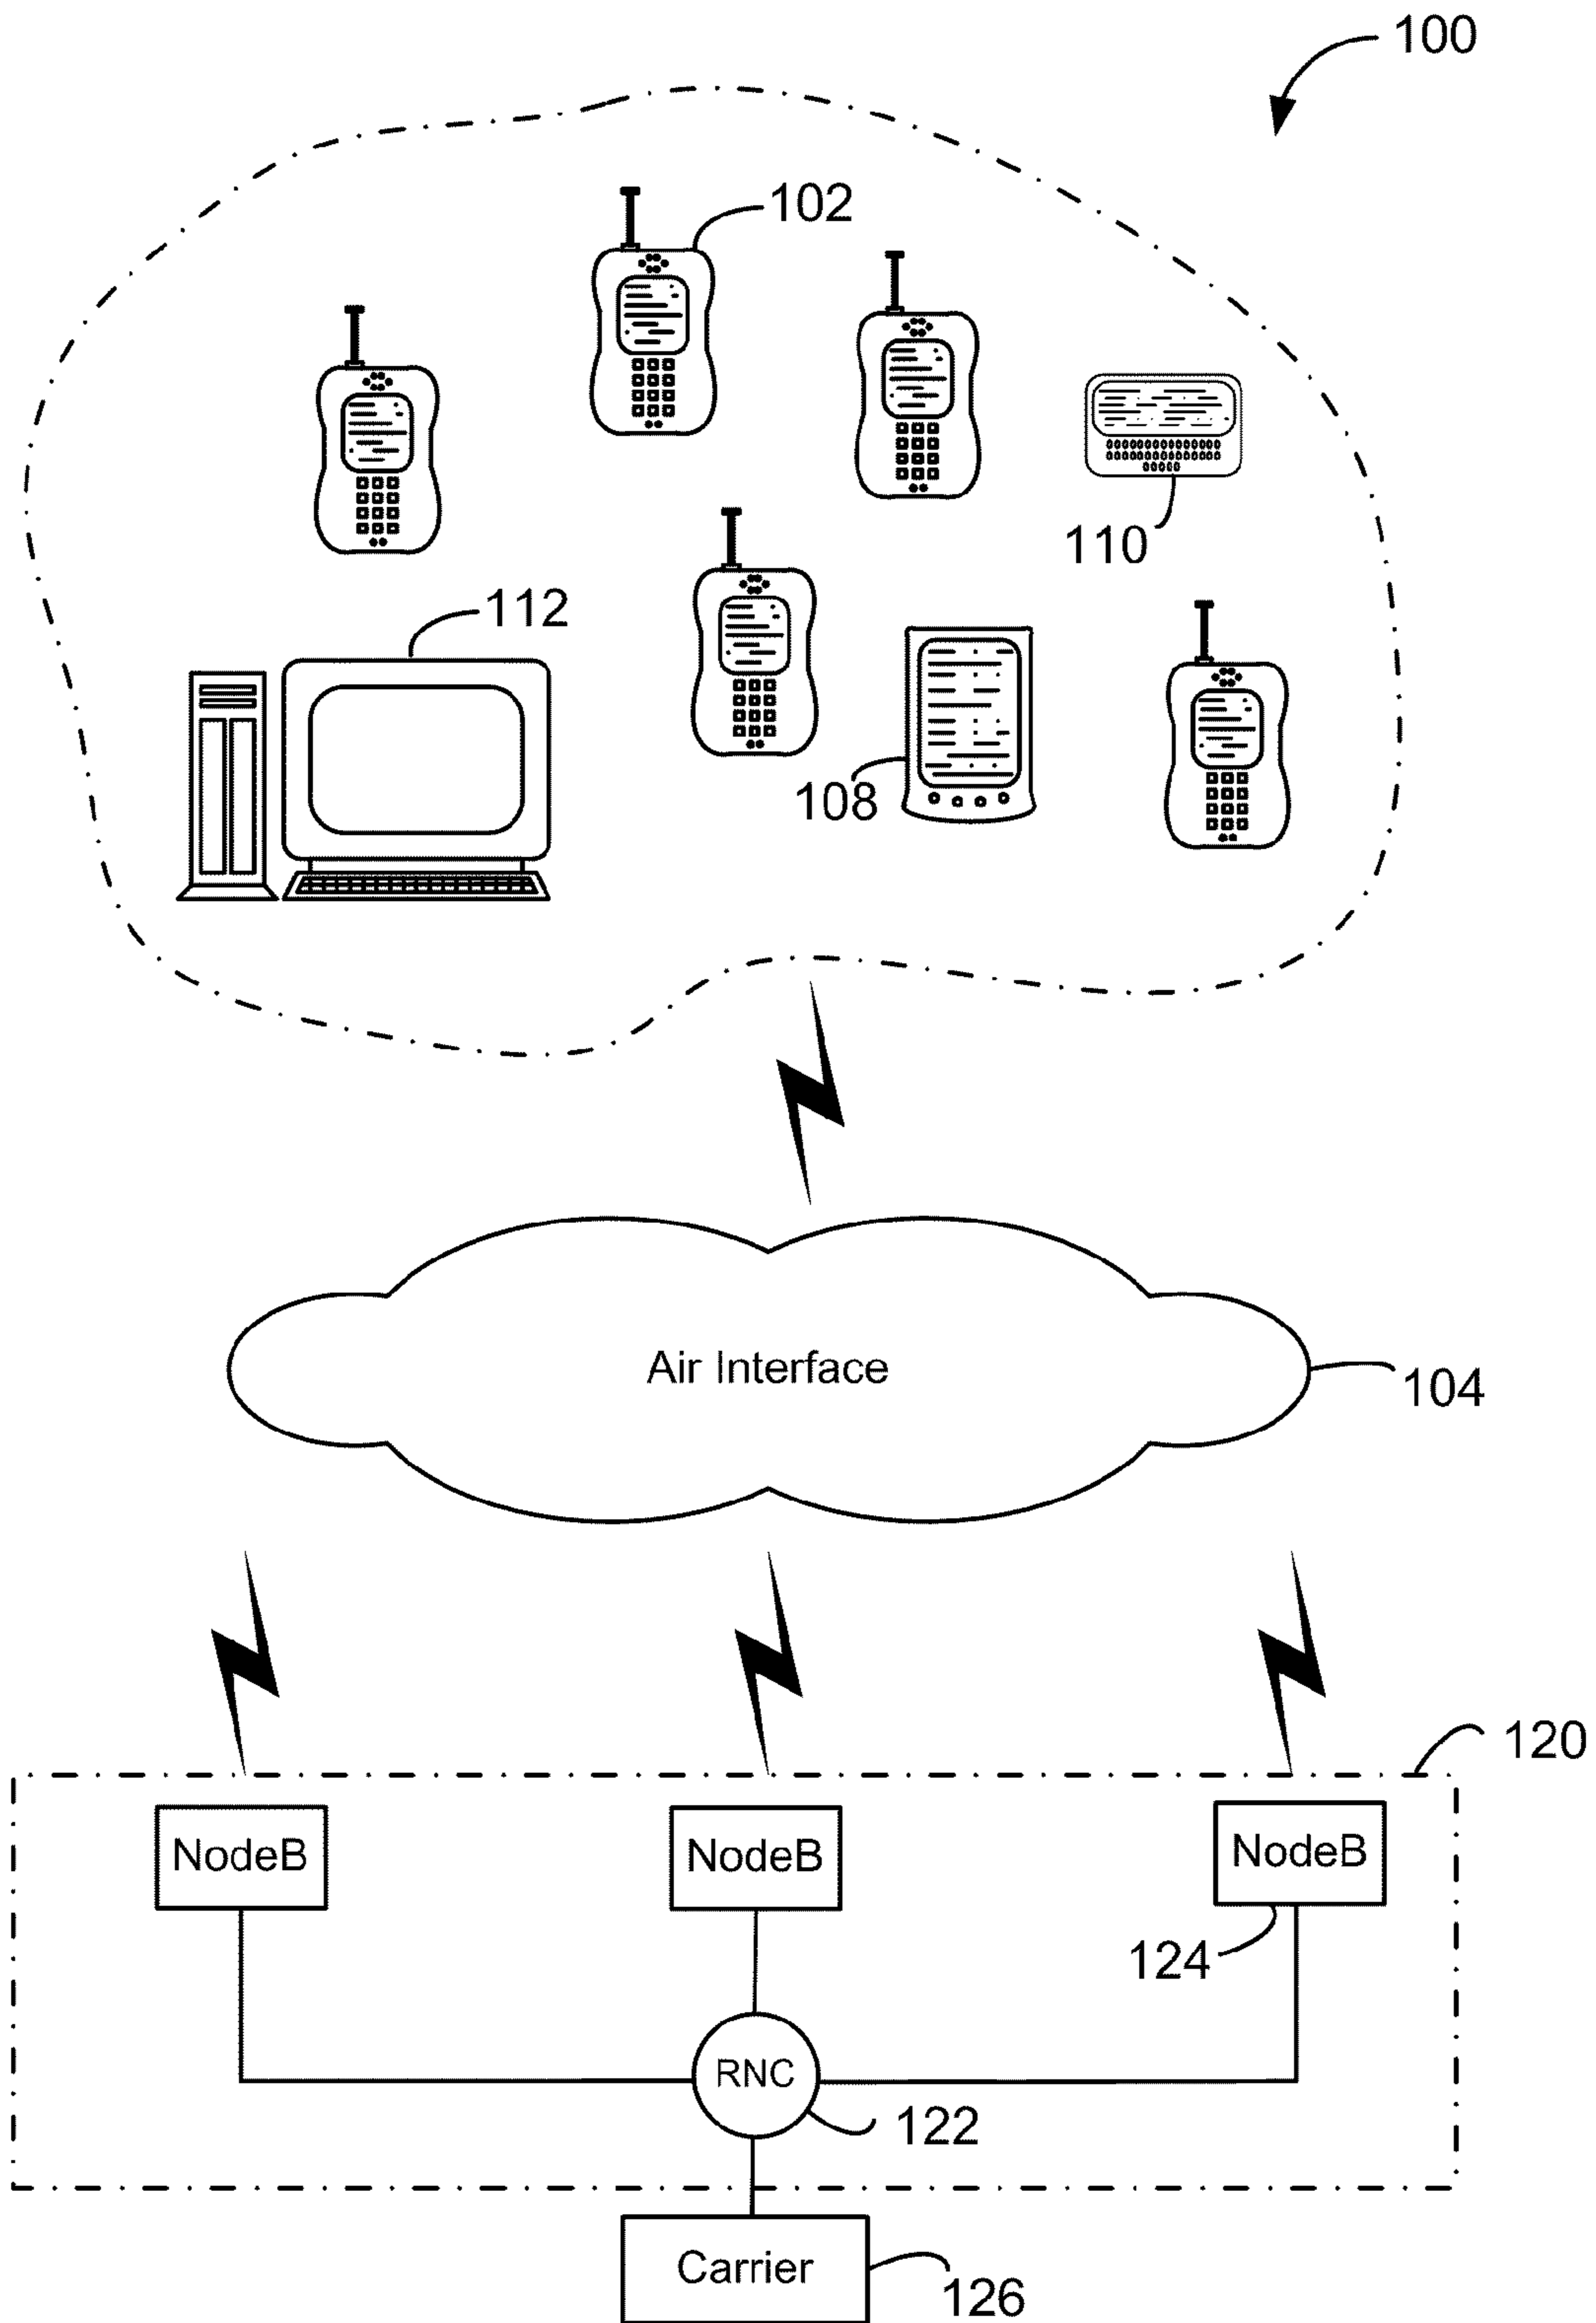 100
102
110
112
108
Air Interface
104
120
NodeB
NodeB
NodeB
124
RNC
122
Carrier
126